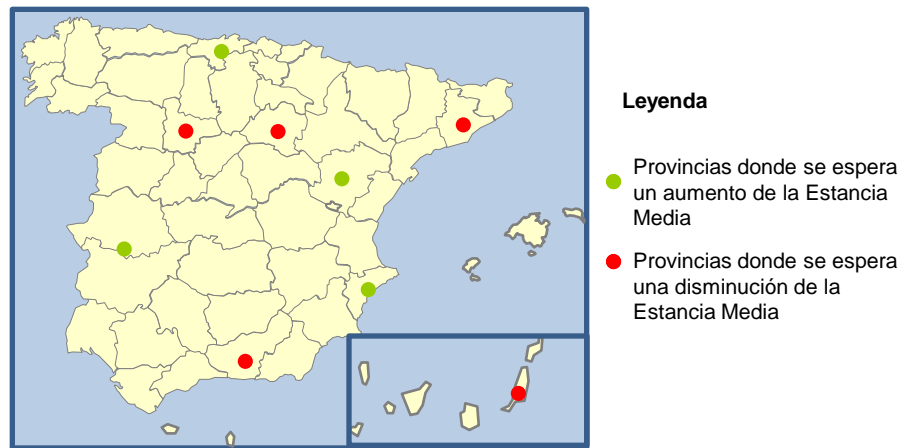 Leyenda
Provincias donde se espera
un aumento de la Estancia
Media
Provincias donde se espera
una disminución de la
Estancia Media